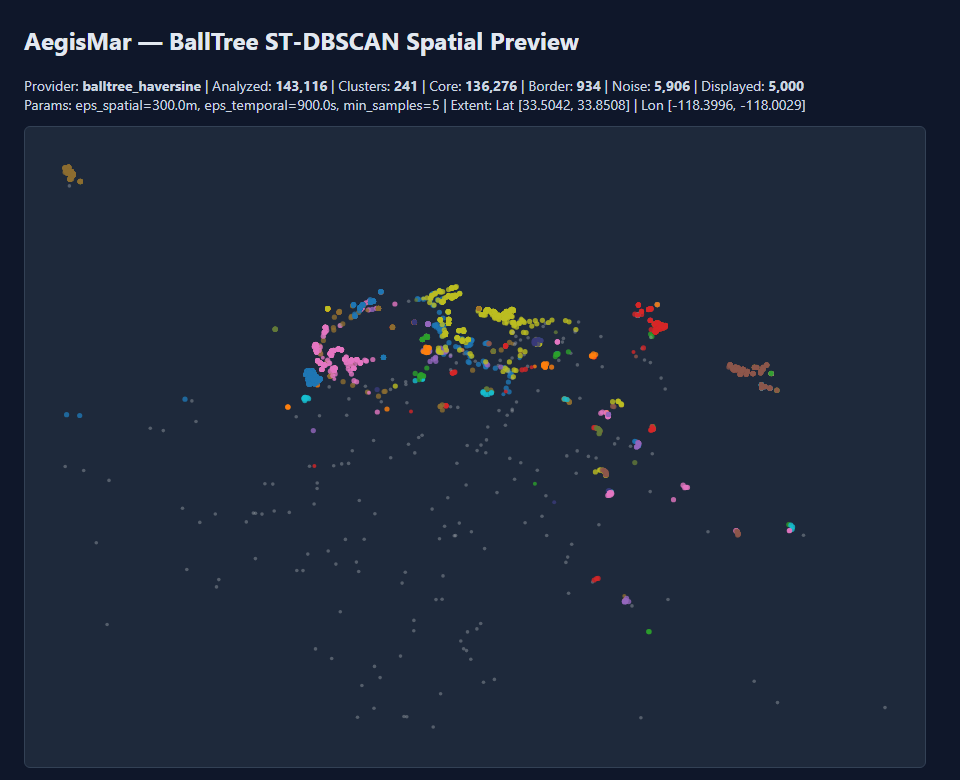 AegisMar — BallTree ST-DBSCAN Spatial Preview
Provider: balltree_haversine | Analyzed: 143,116 | Clusters: 241 | Core: 136,276 | Border: 934 | Noise: 5,906 | Displayed: 5,000
Params: eps_spatial=300.0m, eps_temporal=900.0s, min_samples=5 | Extent: Lat [33.5042, 33.8508] | Lon [-118.3996, -118.0029]